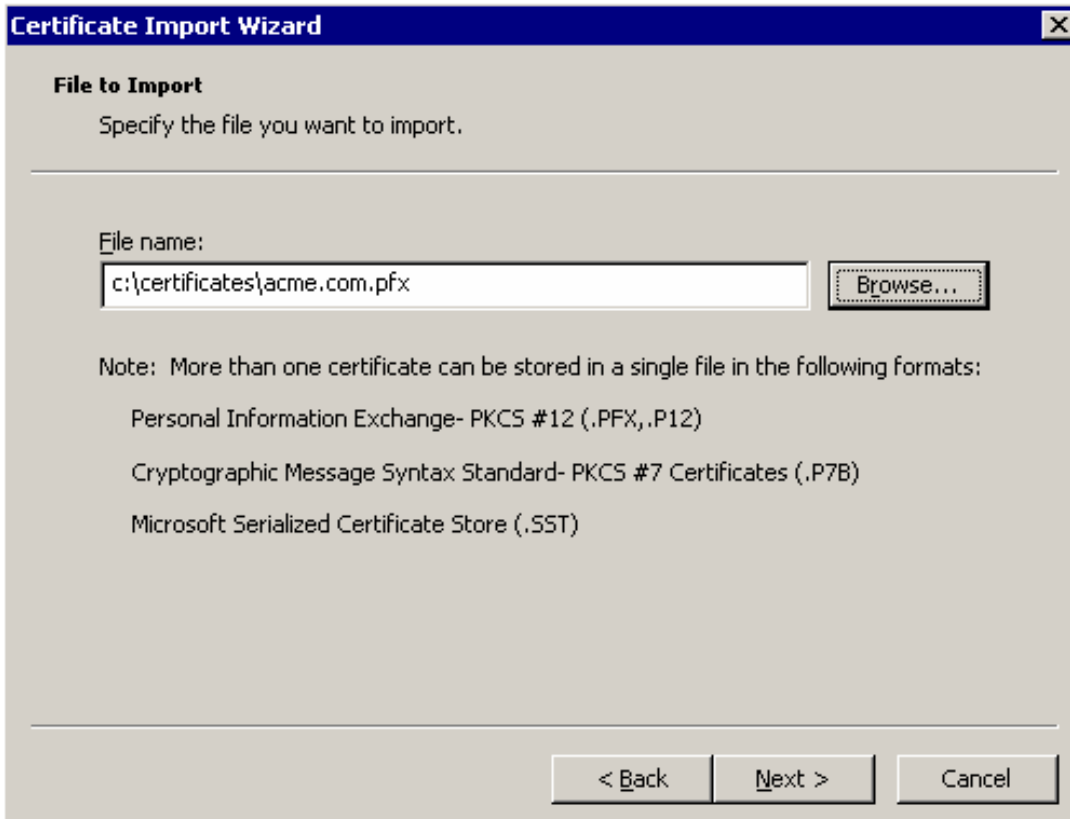 Certificate Import Wizard
File to Import
Specify the file you want to import.
File name:
c:\certificates\acme.com.pfx
Browse...
Note: More than one certificate can be stored in a single file in the following formats:
Personal Information Exchange- PKCS #12 (.PFX,.P12)
Cryptographic Message Syntax Standard- PKCS #7 Certificates (.P7B)
Microsoft Serialized Certificate Store (.SST)
< Back
Next >
Cancel